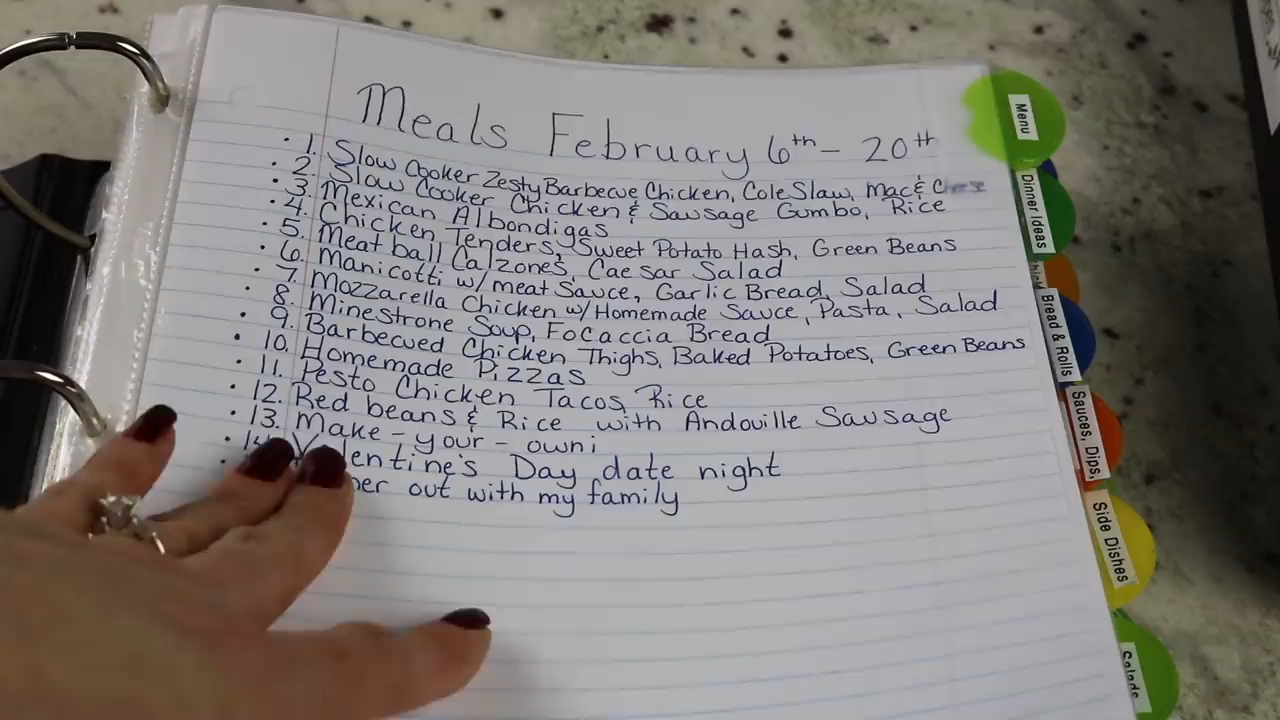 Meals February 6th - 20th
· 1. Slow Cooker Zesty Barbecue Chicken, Cole Slaw, Mac & Cheese
· 2. Slow Cooker Chicken & Sausage Gumbo, Rice
· 3. Mexican Albondigas
· 4. Chicken Tenders, Sweet Potato Hash, Green Beans
· 5. Meatball Calzones, Caesar Salad
· 6. Manicotti w/ meat Sauce, Garlic Bread, Salad
· 7. Mozzarella Chicken w/ Homemade Sauce, Pasta, Salad
· 8. Minestrone Soup, Focaccia Bread
· 9. Barbecued Chicken Thighs, Baked Potatoes, Green Beans
· 10. Homemade Pizzas
· 11. Pesto Chicken Tacos, Rice
· 12. Red beans & Rice with Andouille Sausage
· 13. Make-your-own!
· 14. Valentine's Day date night
out with my family
Menu
Dinner Ideas
Bread & Rolls
Sauces, Dips,
Side Dishes
Salads